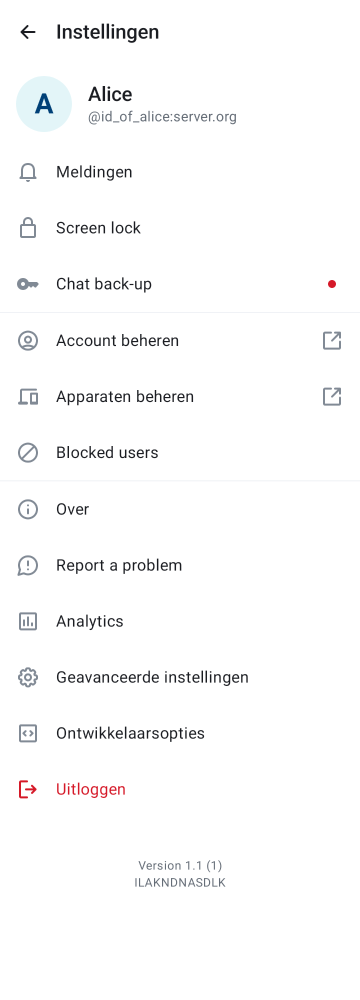 Instellingen
A
Alice
@id_of_alice:server.org
Meldingen
Screen lock
Chat back-up
Account beheren
Apparaten beheren
Blocked users
Over
Report a problem
Analytics
Geavanceerde instellingen
Ontwikkelaarsopties
Uitloggen
Version 1.1 (1)
ILAKNDNASDLK